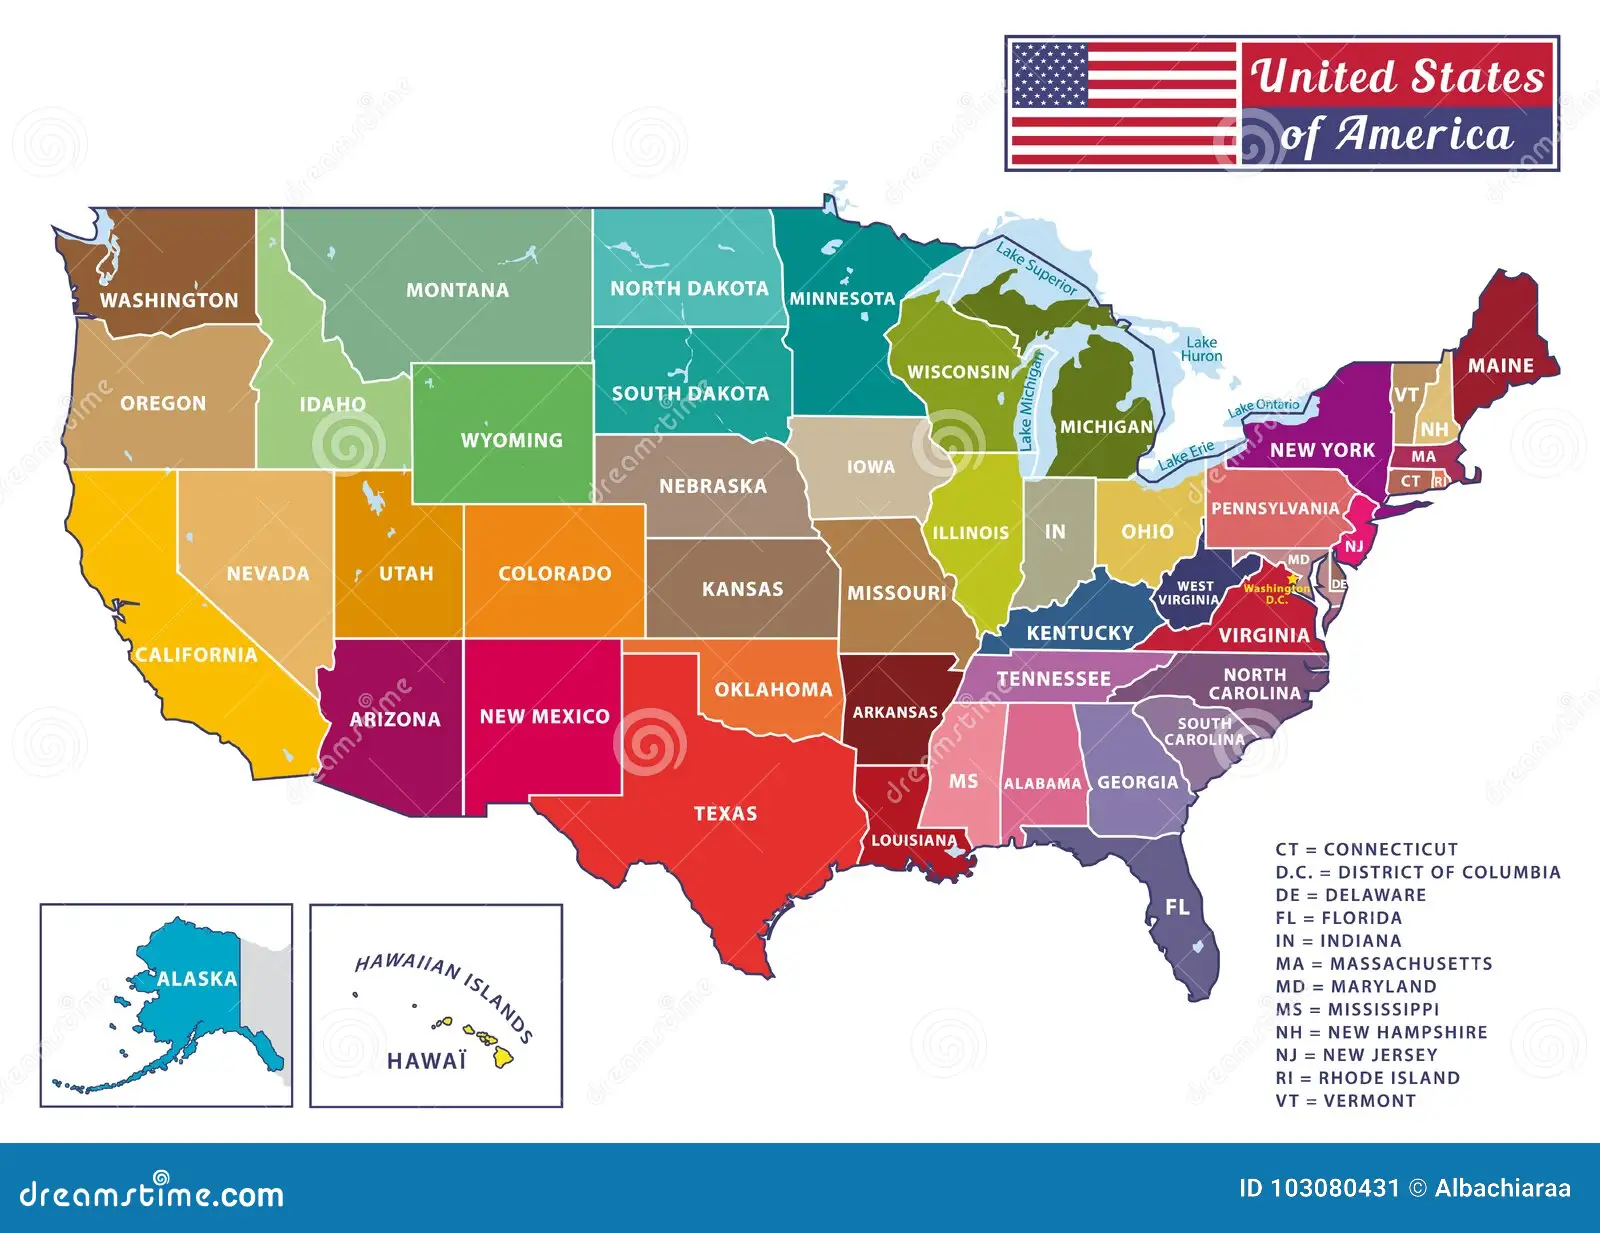 United States
of America
WASHINGTON
MONTANA
NORTH DAKOTA
MINNESOTA
Lake Superior
Lake
Huron
MAINE
OREGON
IDAHO
WYOMING
SOUTH DAKOTA
WISCONSIN
Lake Michigan
MICHIGAN
Lake Ontario
Lake Erie
VT
NH
NEW YORK
MA
CT
RI
NEBRASKA
IOWA
ILLINOIS
IN
OHIO
PENNSYLVANIA
NJ
MD
DE
NEVADA
UTAH
COLORADO
KANSAS
MISSOURI
WEST
VIRGINIA
Washington
D.C.
KENTUCKY
VIRGINIA
CALIFORNIA
ARIZONA
NEW MEXICO
OKLAHOMA
ARKANSAS
TENNESSEE
NORTH
CAROLINA
SOUTH
CAROLINA
TEXAS
LOUISIANA
MS
ALABAMA
GEORGIA
FL
ALASKA
HAWAIIAN ISLANDS
HAWAÏ
CT = CONNECTICUT
D.C. = DISTRICT OF COLUMBIA
DE = DELAWARE
FL = FLORIDA
IN = INDIANA
MA = MASSACHUSETTS
MD = MARYLAND
MS = MISSISSIPPI
NH = NEW HAMPSHIRE
NJ = NEW JERSEY
RI = RHODE ISLAND
VT = VERMONT
dreamstime.com
ID 103080431 © Albachiaraa